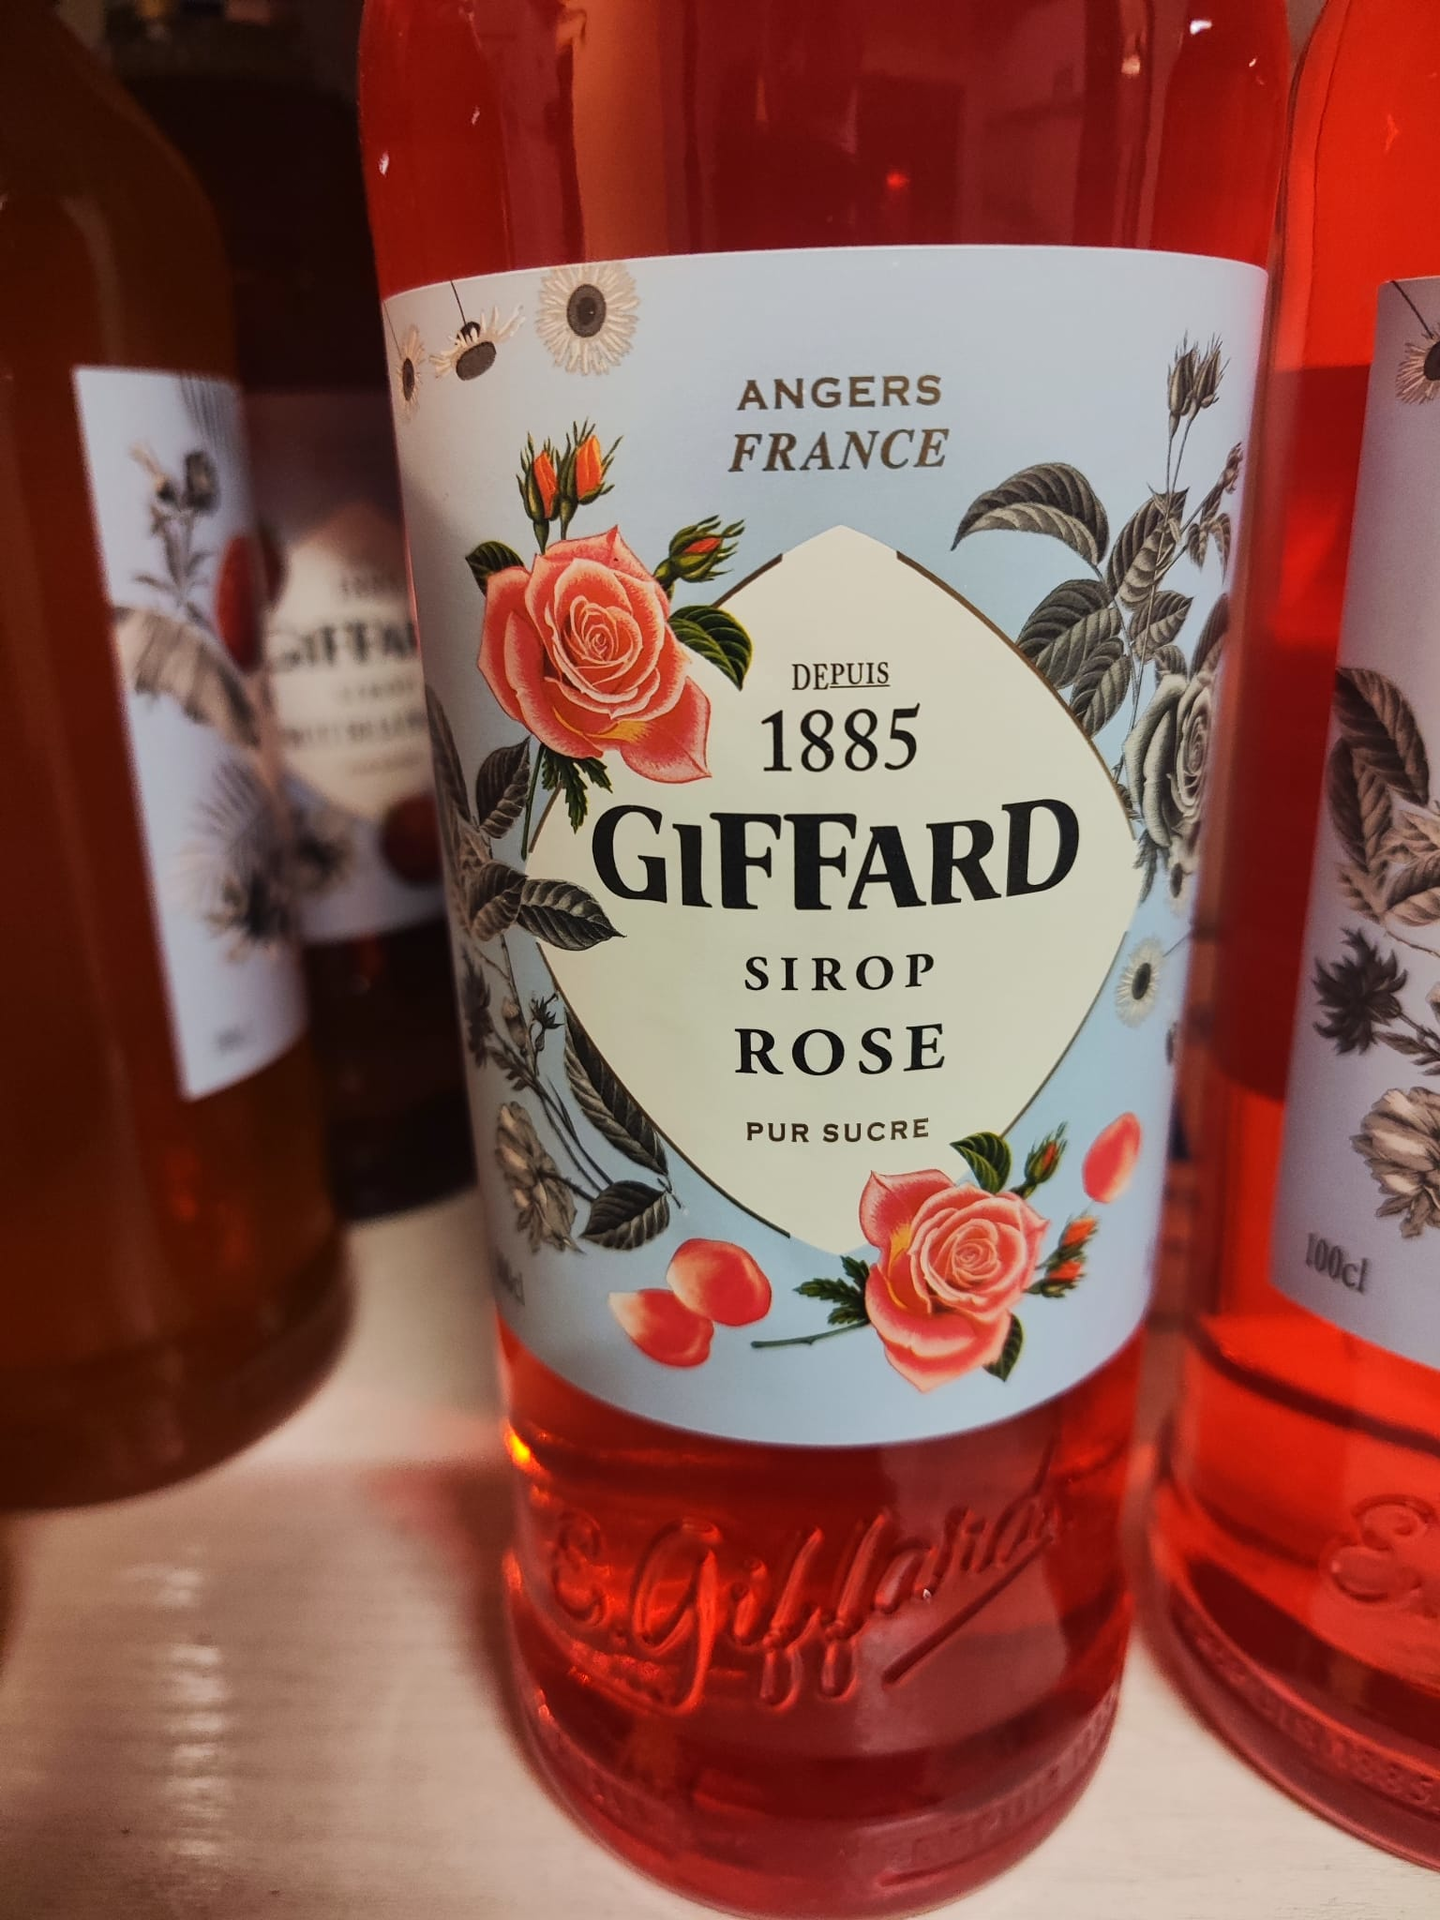 ANGERS
FRANCE
DEPUIS
1885
GIFFARD
SIROP
ROSE
PUR SUCRE
E. Giffard
100cl